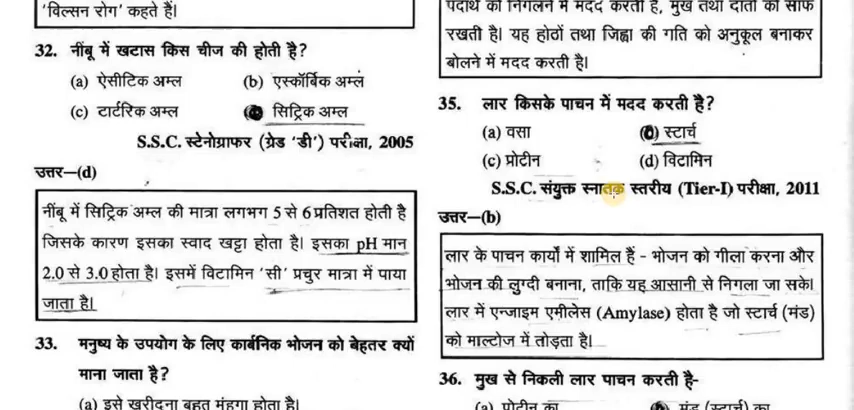 'विल्सन रोग' कहते हैं।
32. नींबू में खटास किस चीज की होती है?
(a) ऐसीटिक अम्ल (b) एस्कॉर्बिक अम्ल
(c) टार्टरिक अम्ल (d) सिट्रिक अम्ल
S.S.C. स्टेनोग्राफर (ग्रेड 'डी') परीक्षा, 2005
उत्तर—(d)
नींबू में सिट्रिक अम्ल की मात्रा लगभग 5 से 6 प्रतिशत होती है
जिसके कारण इसका स्वाद खट्टा होता है। इसका pH मान
2.0 से 3.0 होता है। इसमें विटामिन 'सी' प्रचुर मात्रा में पाया
जाता है।
33. मनुष्य के उपयोग के लिए कार्बनिक भोजन को बेहतर क्यों
माना जाता है?
(a) इसे खरीदना बहुत मंहगा होता है।
पदार्थ को निगलने में मदद करती है, मुख तथा दांतों को साफ
रखती है। यह होठों तथा जिह्वा की गति को अनुकूल बनाकर
बोलने में मदद करती है।
35. लार किसके पाचन में मदद करती है?
(a) वसा (b) स्टार्च
(c) प्रोटीन (d) विटामिन
S.S.C. संयुक्त स्नातक स्तरीय (Tier-I) परीक्षा, 2011
उत्तर—(b)
लार के पाचन कार्यों में शामिल हैं - भोजन को गीला करना और
भोजन की लुग्दी बनाना, ताकि यह आसानी से निगला जा सके।
लार में एन्जाइम एमीलेस (Amylase) होता है जो स्टार्च (मंड)
को माल्टोज में तोड़ता है।
36. मुख से निकली लार पाचन करती है-
(a) प्रोटीन का (b) मंड (स्टार्च) का